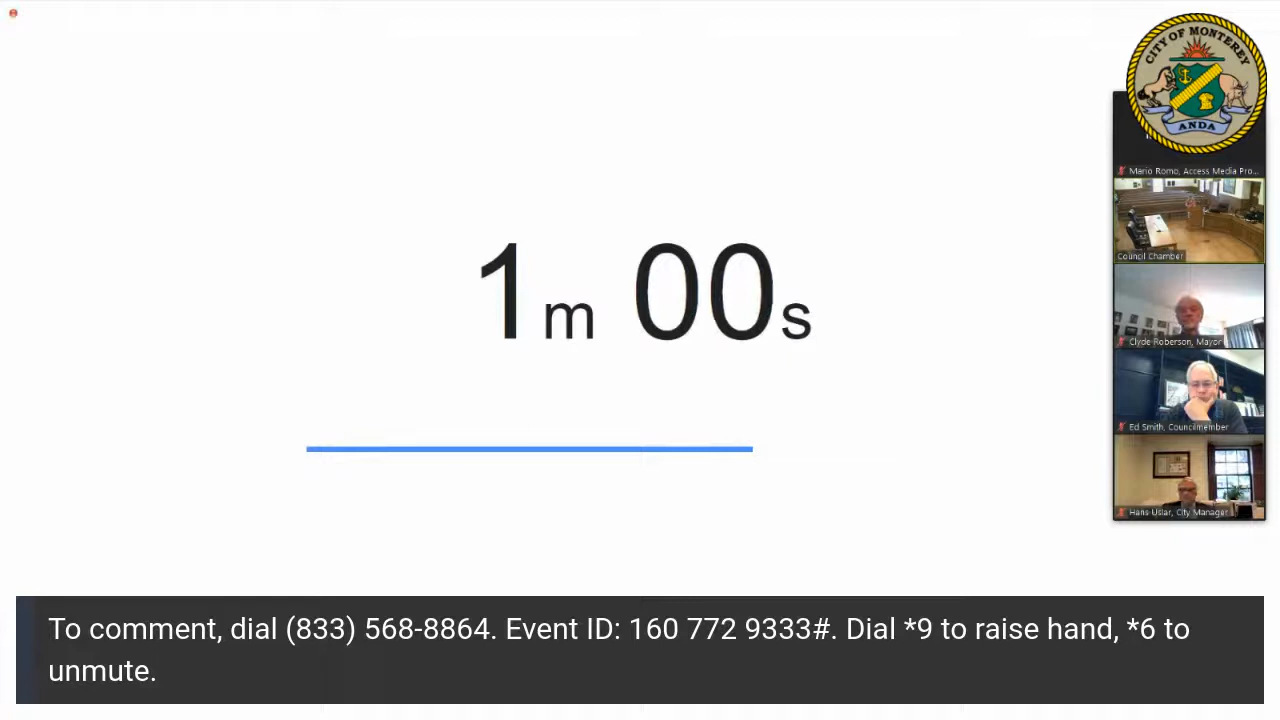 CITY OF MONTEREY
ANDA
Mario Romo, Access Media Pro...
Council Chamber
1m 00s
Clyde Roberson, Mayor
Ed Smith, Councilmember
Hans Uslar, City Manager
To comment, dial (833) 568-8864. Event ID: 160 772 9333#. Dial *9 to raise hand, *6 to
unmute.